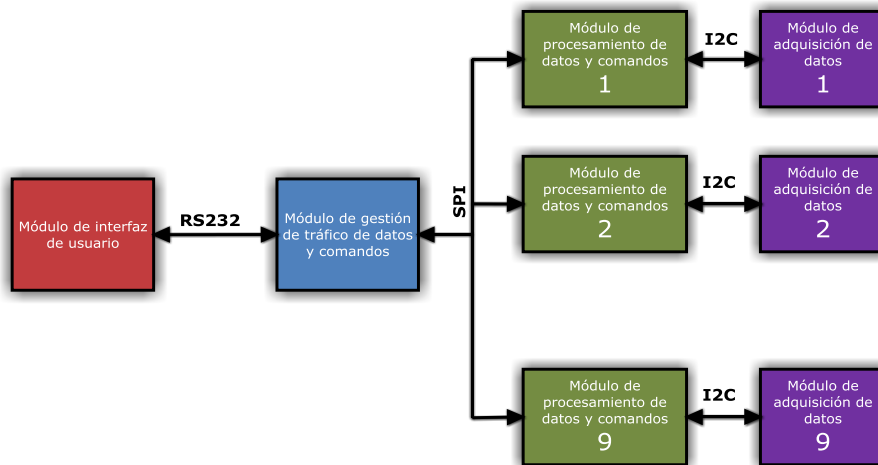 Módulo de interfaz
de usuario
RS232
Módulo de gestión
de tráfico de datos
y comandos
SPI
Módulo de
procesamiento de
datos y comandos
1
I2C
Módulo de
adquisición de
datos
1
Módulo de
procesamiento de
datos y comandos
2
I2C
Módulo de
adquisición de
datos
2
Módulo de
procesamiento de
datos y comandos
9
I2C
Módulo de
adquisición de
datos
9